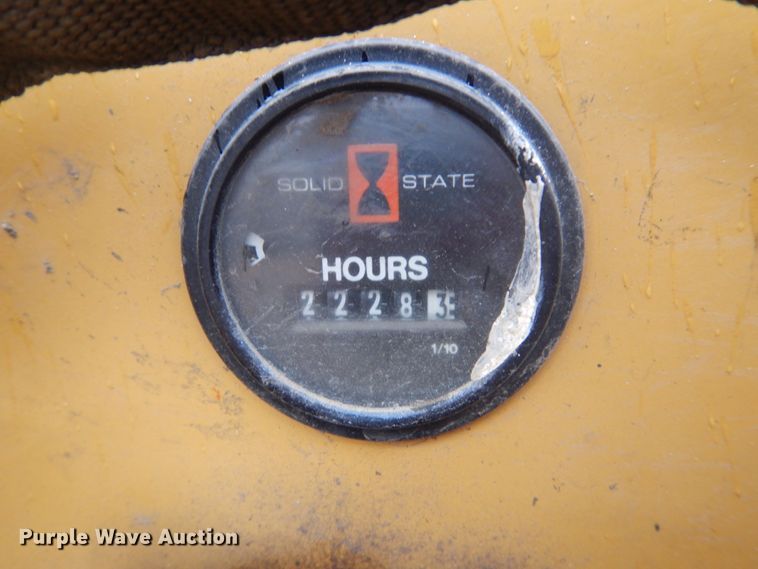 SOLID STATE
HOURS
2 2 2 8 3
1/10
Purple Wave Auction